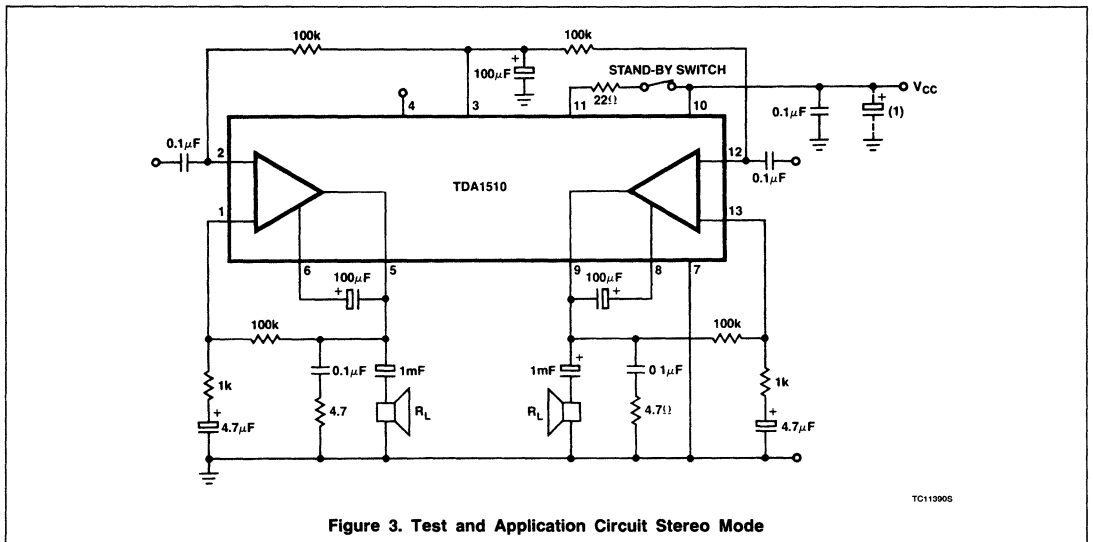 100k
100k
100µF
+
STAND-BY SWITCH
22Ω
VCC
4
3
11
10
0.1µF
+
(1)
0.1µF
2
TDA1510
12
0.1µF
1
13
6
5
9
8
7
100µF
+
100µF
+
100k
100k
0.1µF
1mF
1mF
+
0 1µF
1k
4.7
RL
RL
4.7Ω
1k
+
4.7µF
+
4.7µF
TC11390S
Figure 3. Test and Application Circuit Stereo Mode